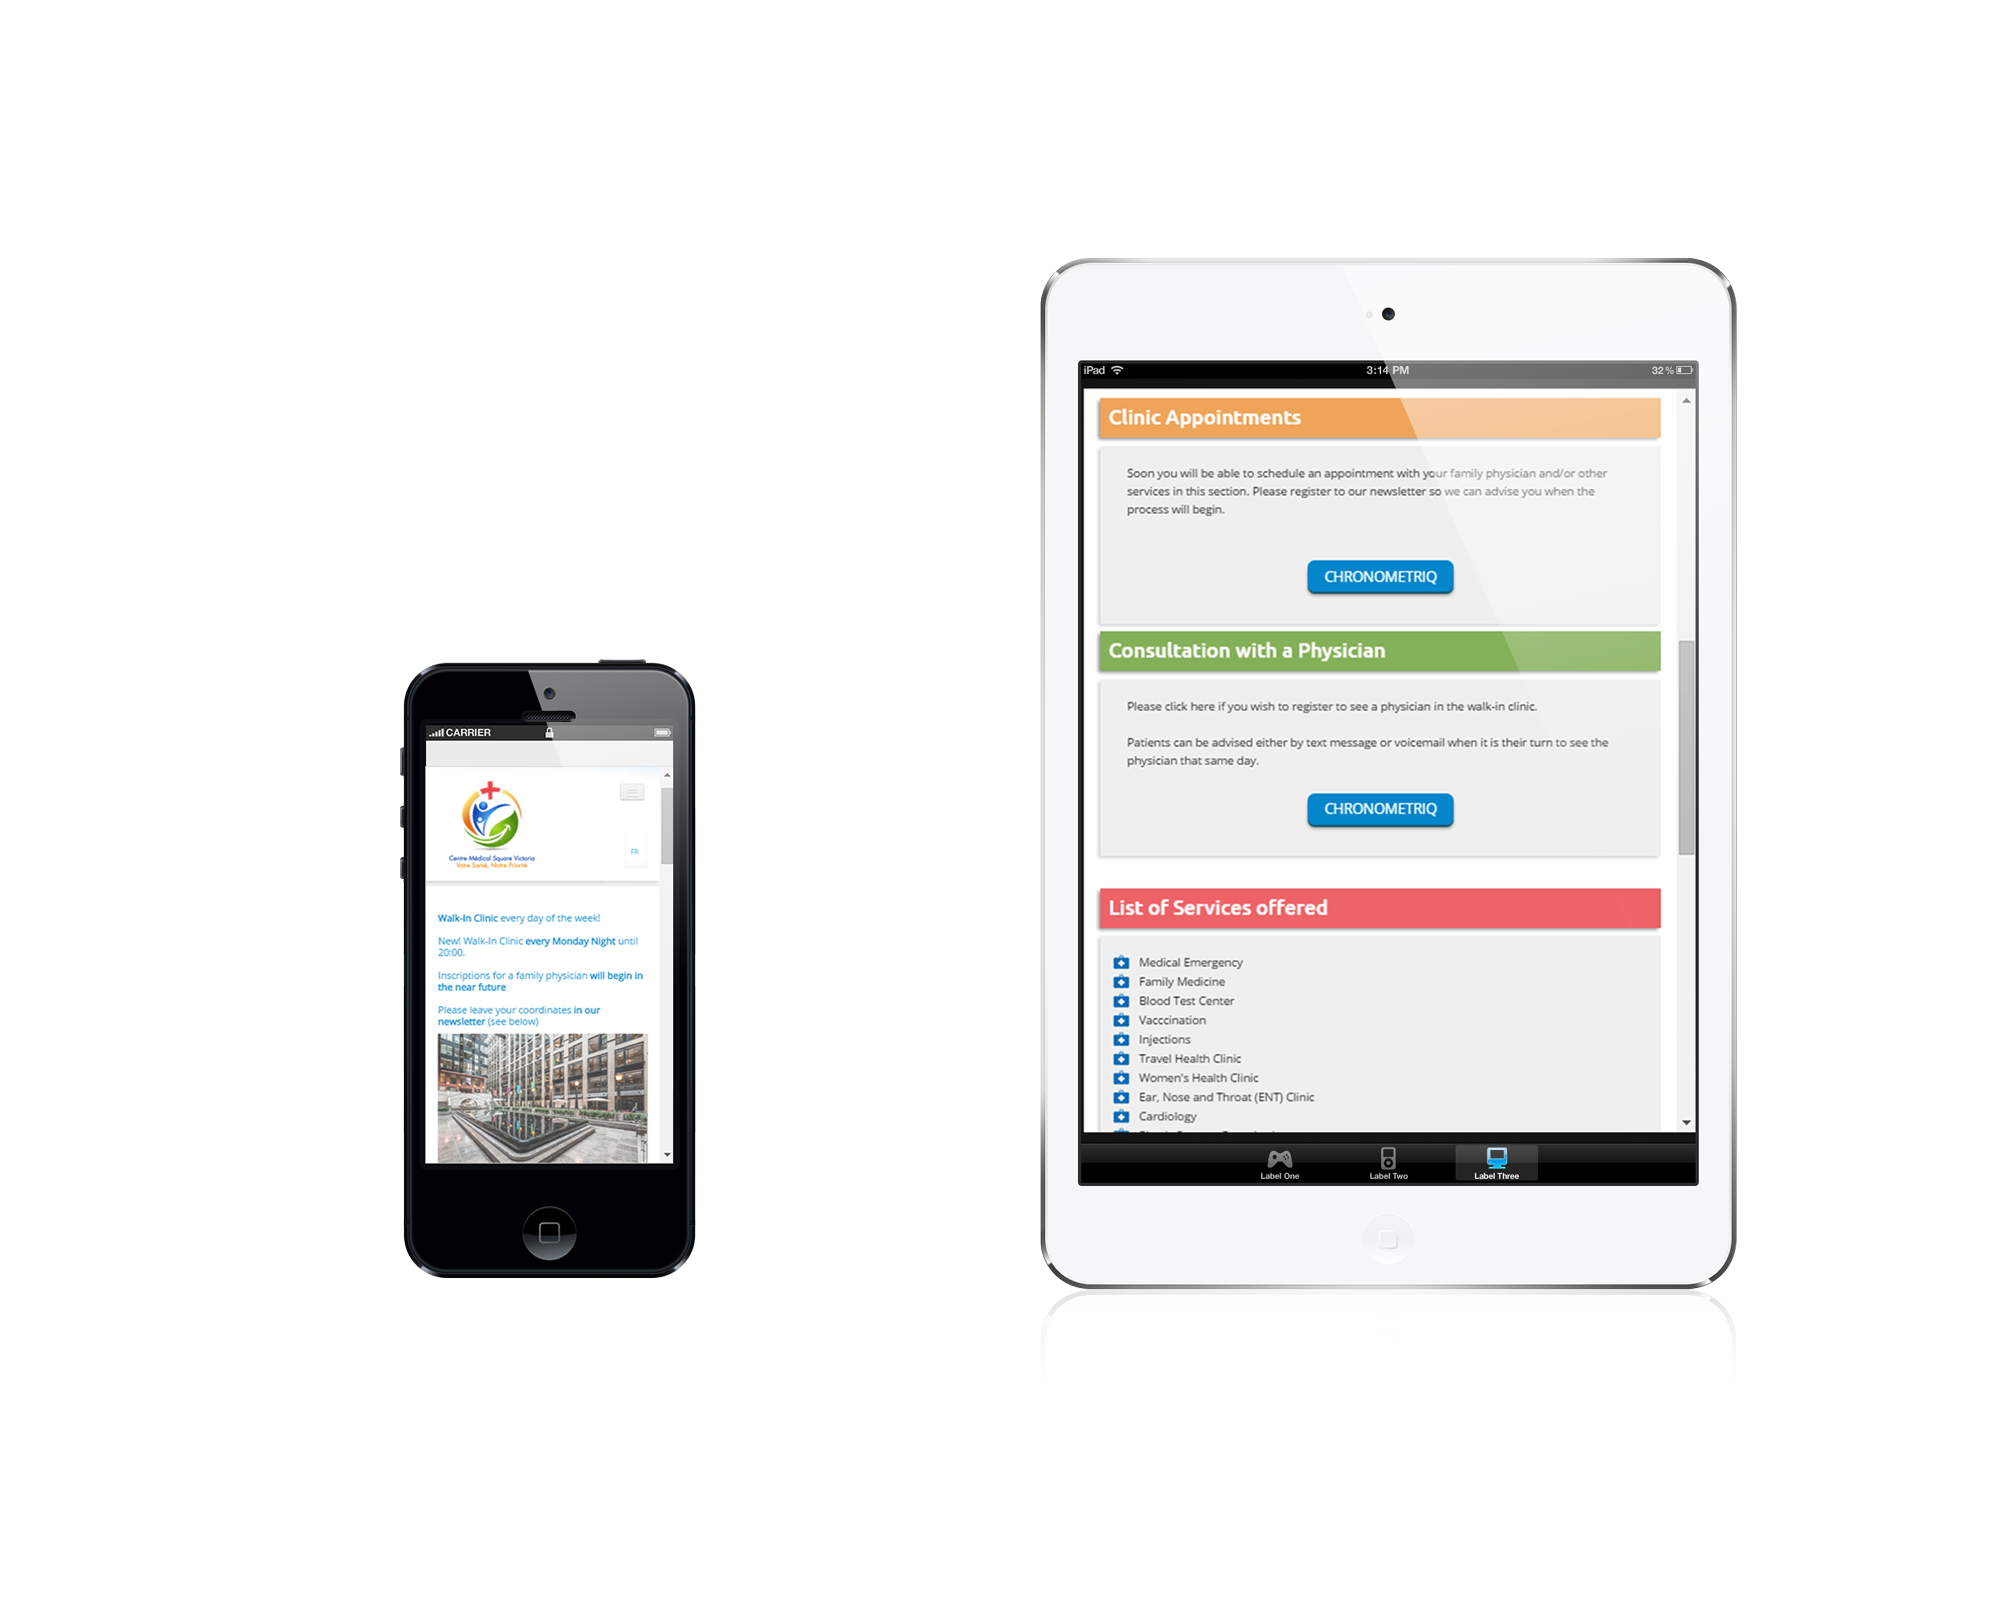 CARRIER
Centre Médical Square Victoria
Votre Santé, Notre Priorité
FR
Walk-In Clinic every day of the week!
New! Walk-In Clinic every Monday Night until
20:00.
Inscriptions for a family physician will begin in
the near future
Please leave your coordinates in our
newsletter (see below)
iPad
3:14 PM
32 %
Clinic Appointments
Soon you will be able to schedule an appointment with your family physician and/or other
services in this section. Please register to our newsletter so we can advise you when the
process will begin.
CHRONOMETRIQ
Consultation with a Physician
Please click here if you wish to register to see a physician in the walk-in clinic.
Patients can be advised either by text message or voicemail when it is their turn to see the
physician that same day.
CHRONOMETRIQ
List of Services offered
Medical Emergency
Family Medicine
Blood Test Center
Vacccination
Injections
Travel Health Clinic
Women's Health Clinic
Ear, Nose and Throat (ENT) Clinic
Cardiology
Label One
Label Two
Label Three